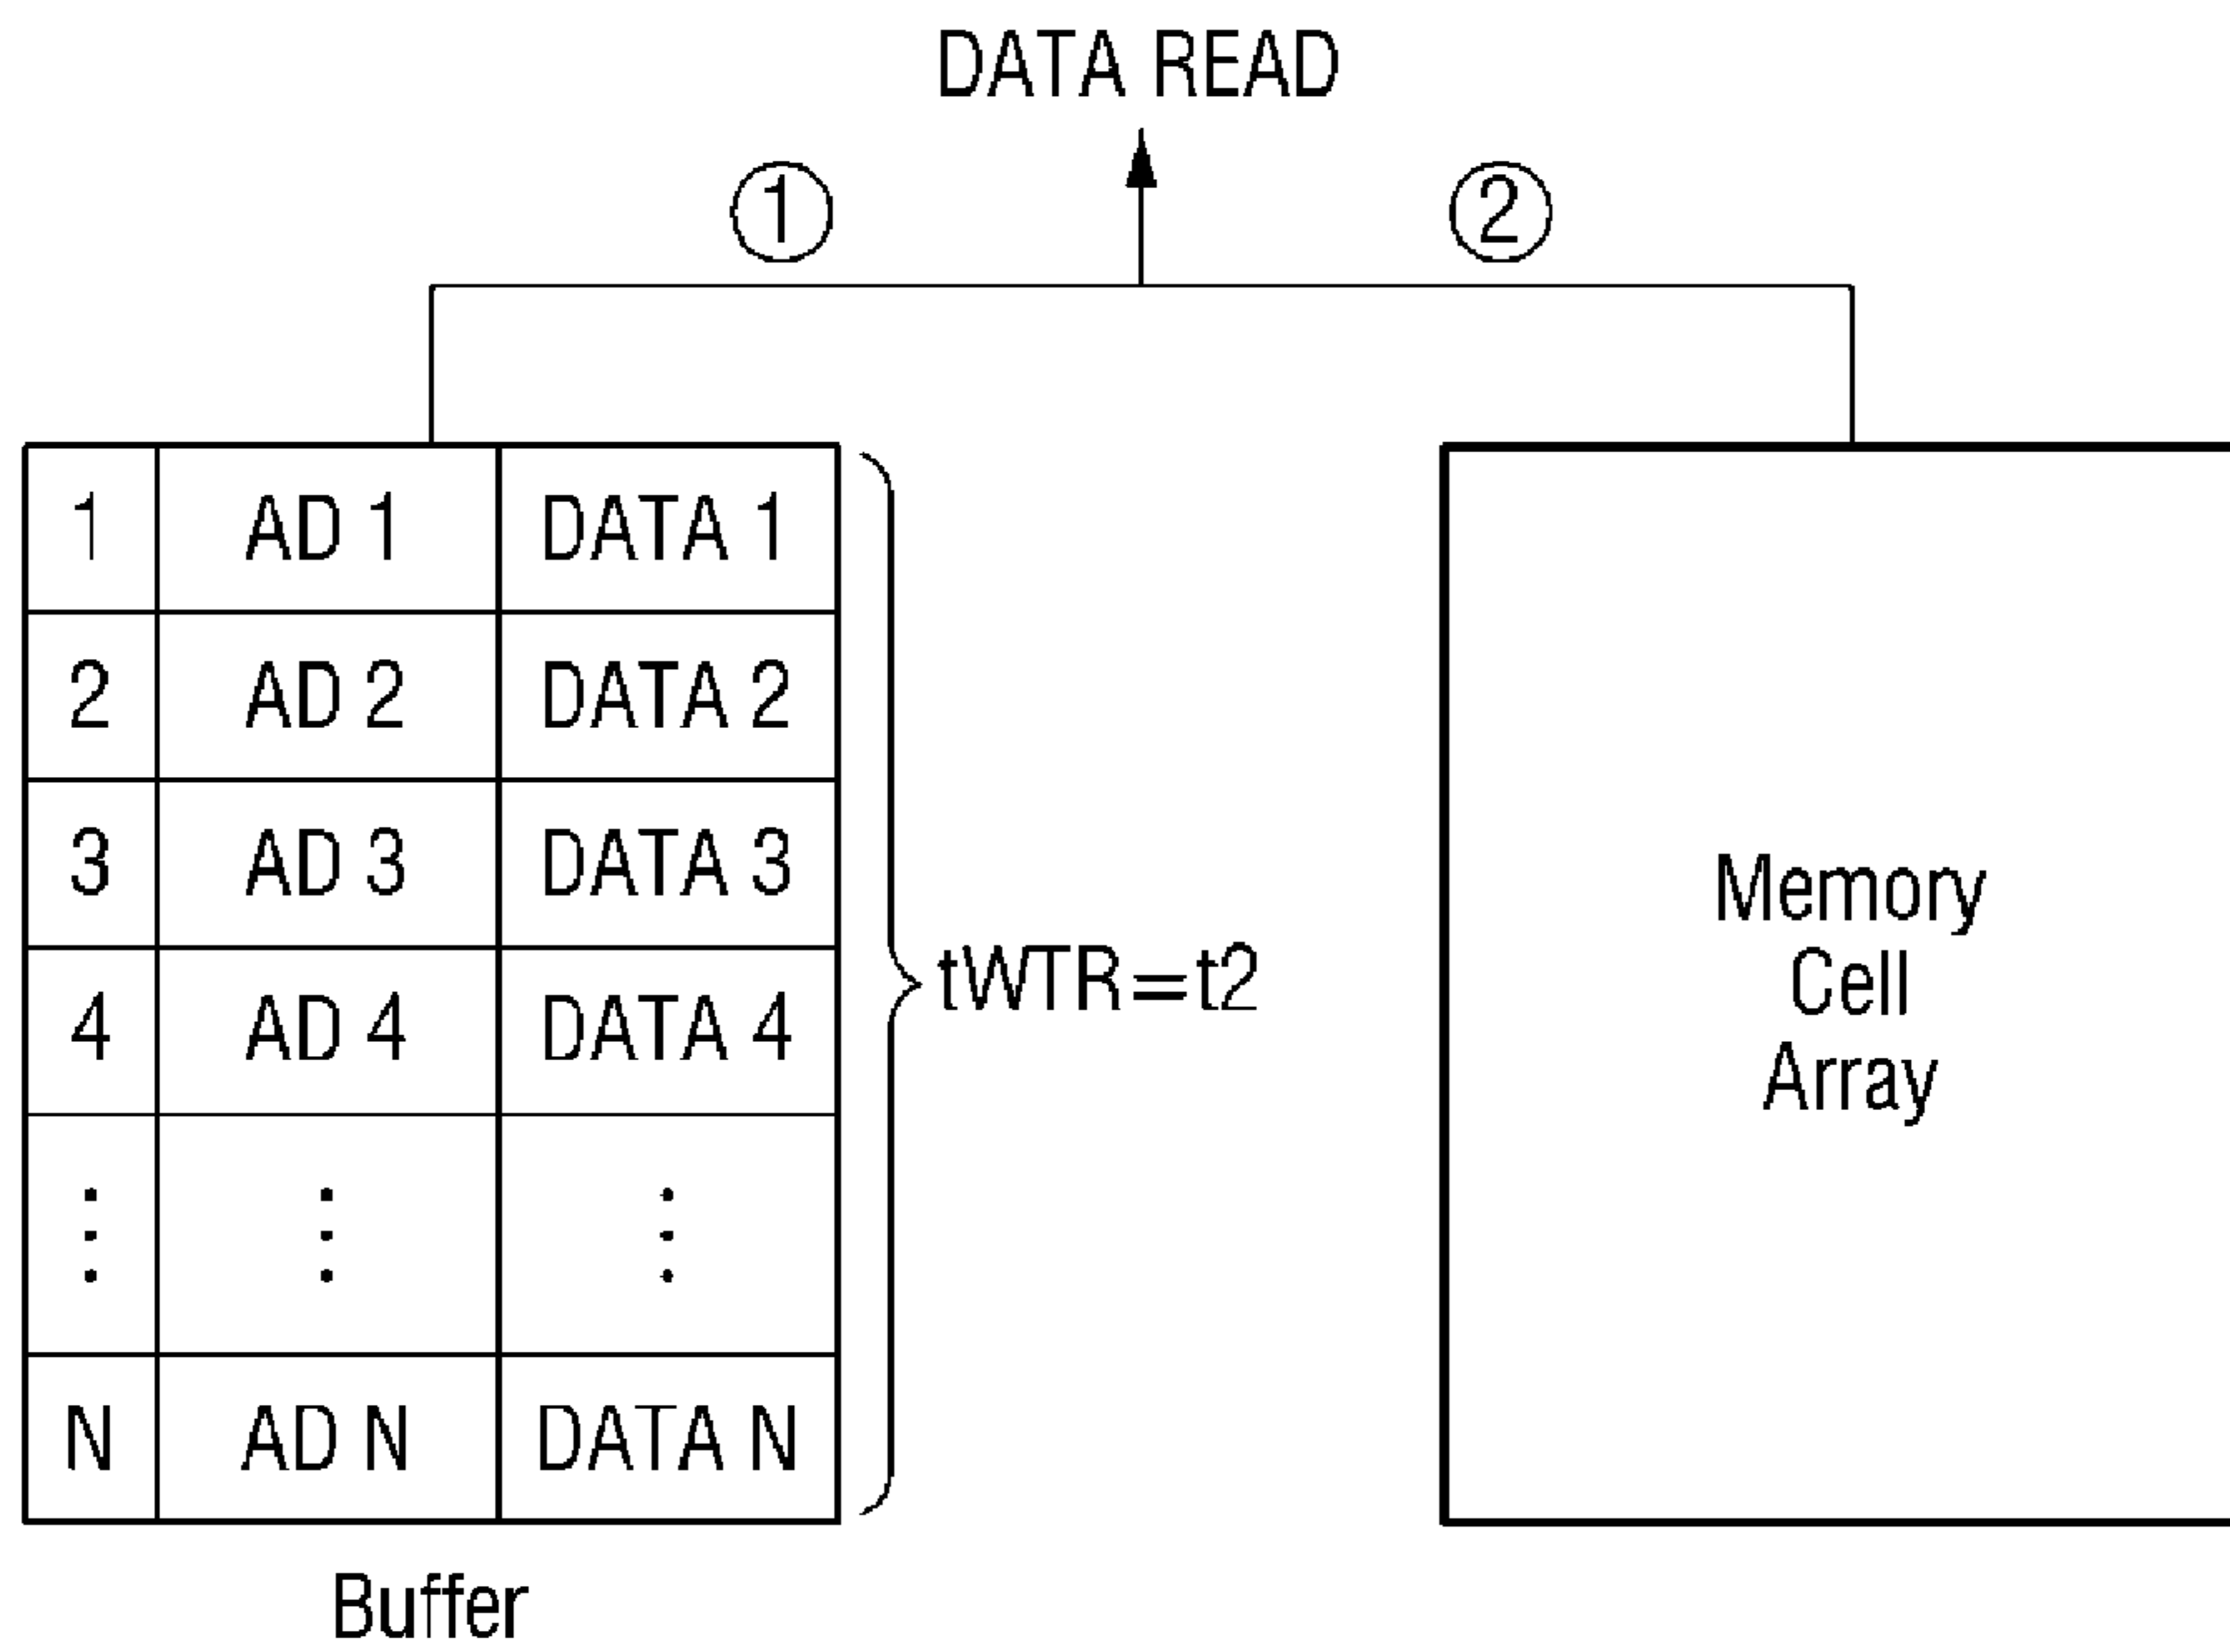 DATA READ
① ②
1 AD 1 DATA 1
2 AD 2 DATA 2
3 AD 3 DATA 3
4 AD 4 DATA 4
⋮ ⋮ ⋮
N AD N DATA N
tWTR=t2
Memory
Cell
Array
Buffer